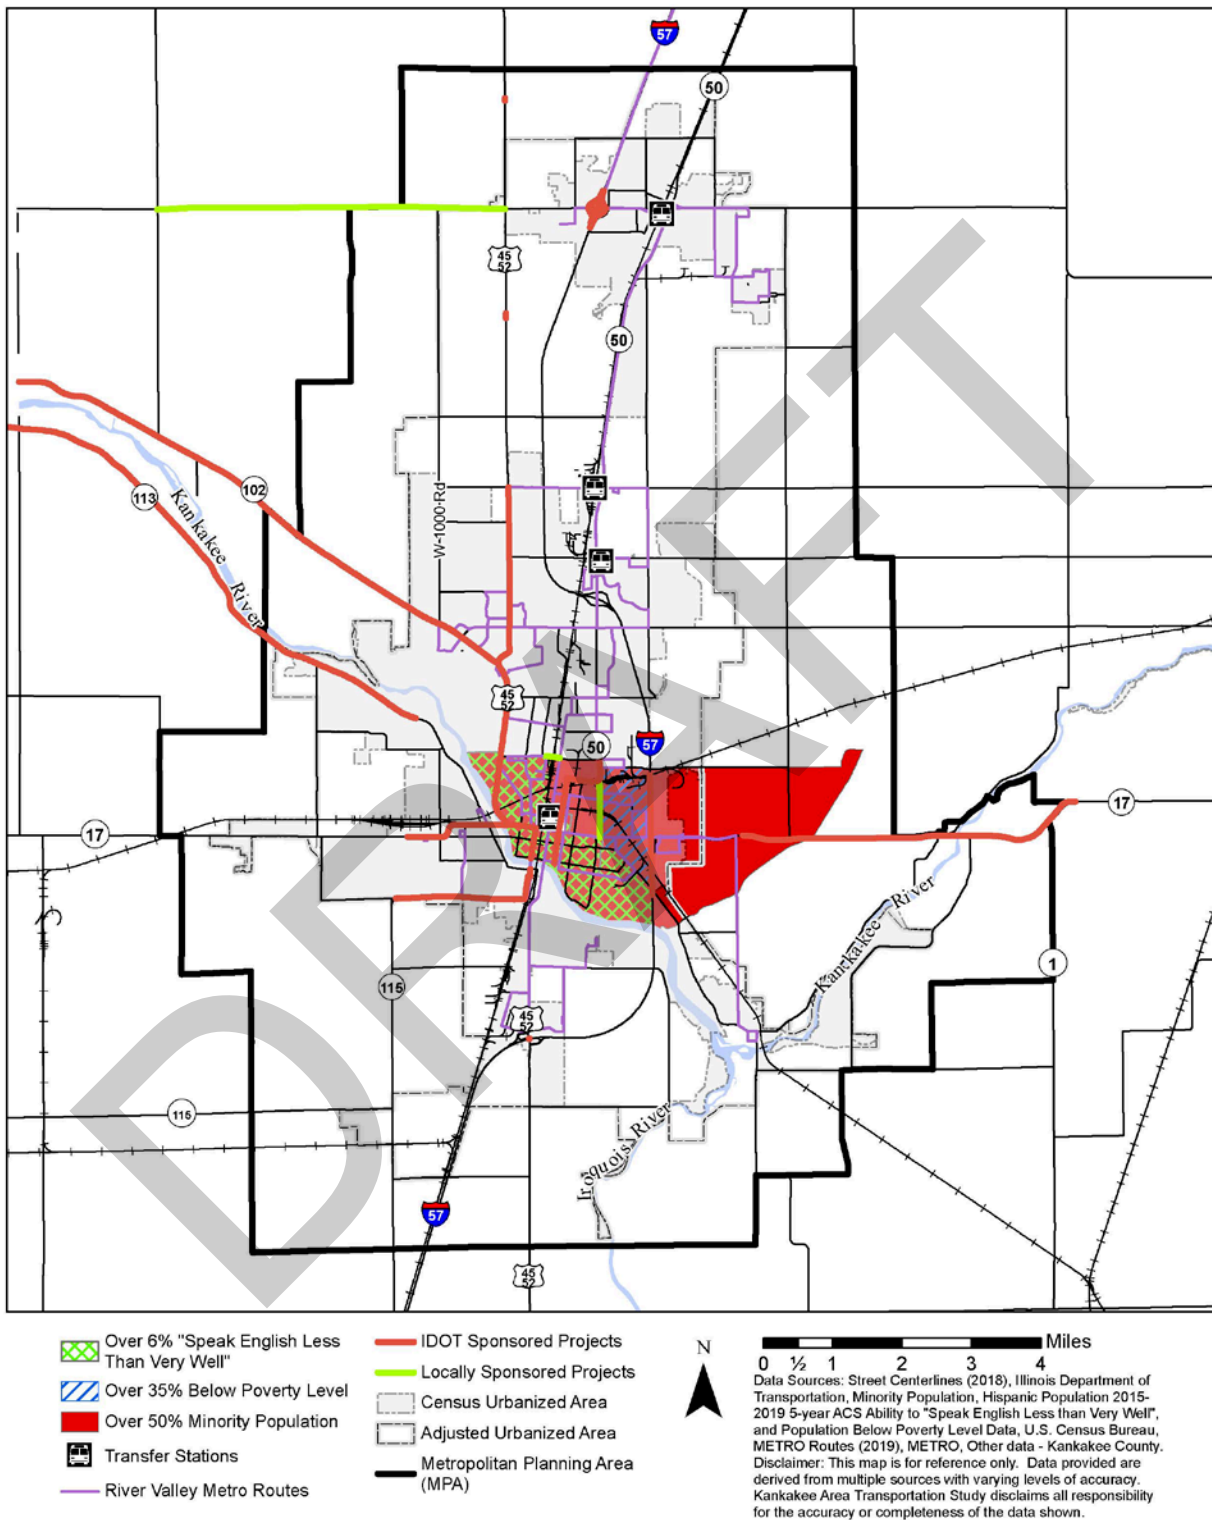 57
50
45
52
50
W-1000-Rd
102
113
Kankakee River
45
52
50
57
17
17
Kankakee River
1
115
45
52
115
Iroquois River
57
45
52
DRAFT
Over 6% "Speak English Less
Than Very Well"
Over 35% Below Poverty Level
Over 50% Minority Population
Transfer Stations
River Valley Metro Routes
IDOT Sponsored Projects
Locally Sponsored Projects
Census Urbanized Area
Adjusted Urbanized Area
Metropolitan Planning Area
(MPA)
N
Miles
0 ½ 1 2 3 4
Data Sources: Street Centerlines (2018), Illinois Department of
Transportation, Minority Population, Hispanic Population 2015-
2019 5-year ACS Ability to "Speak English Less than Very Well",
and Population Below Poverty Level Data, U.S. Census Bureau,
METRO Routes (2019), METRO, Other data - Kankakee County.
Disclaimer: This map is for reference only. Data provided are
derived from multiple sources with varying levels of accuracy.
Kankakee Area Transportation Study disclaims all responsibility
for the accuracy or completeness of the data shown.